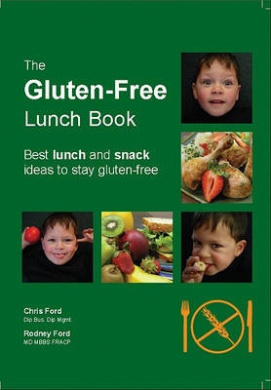 The
Gluten-Free
Lunch Book
Best lunch and snack
ideas to stay gluten-free
Chris Ford
Dip Bus. Dip Mgmt.
Rodney Ford
MD MBBS FRACP